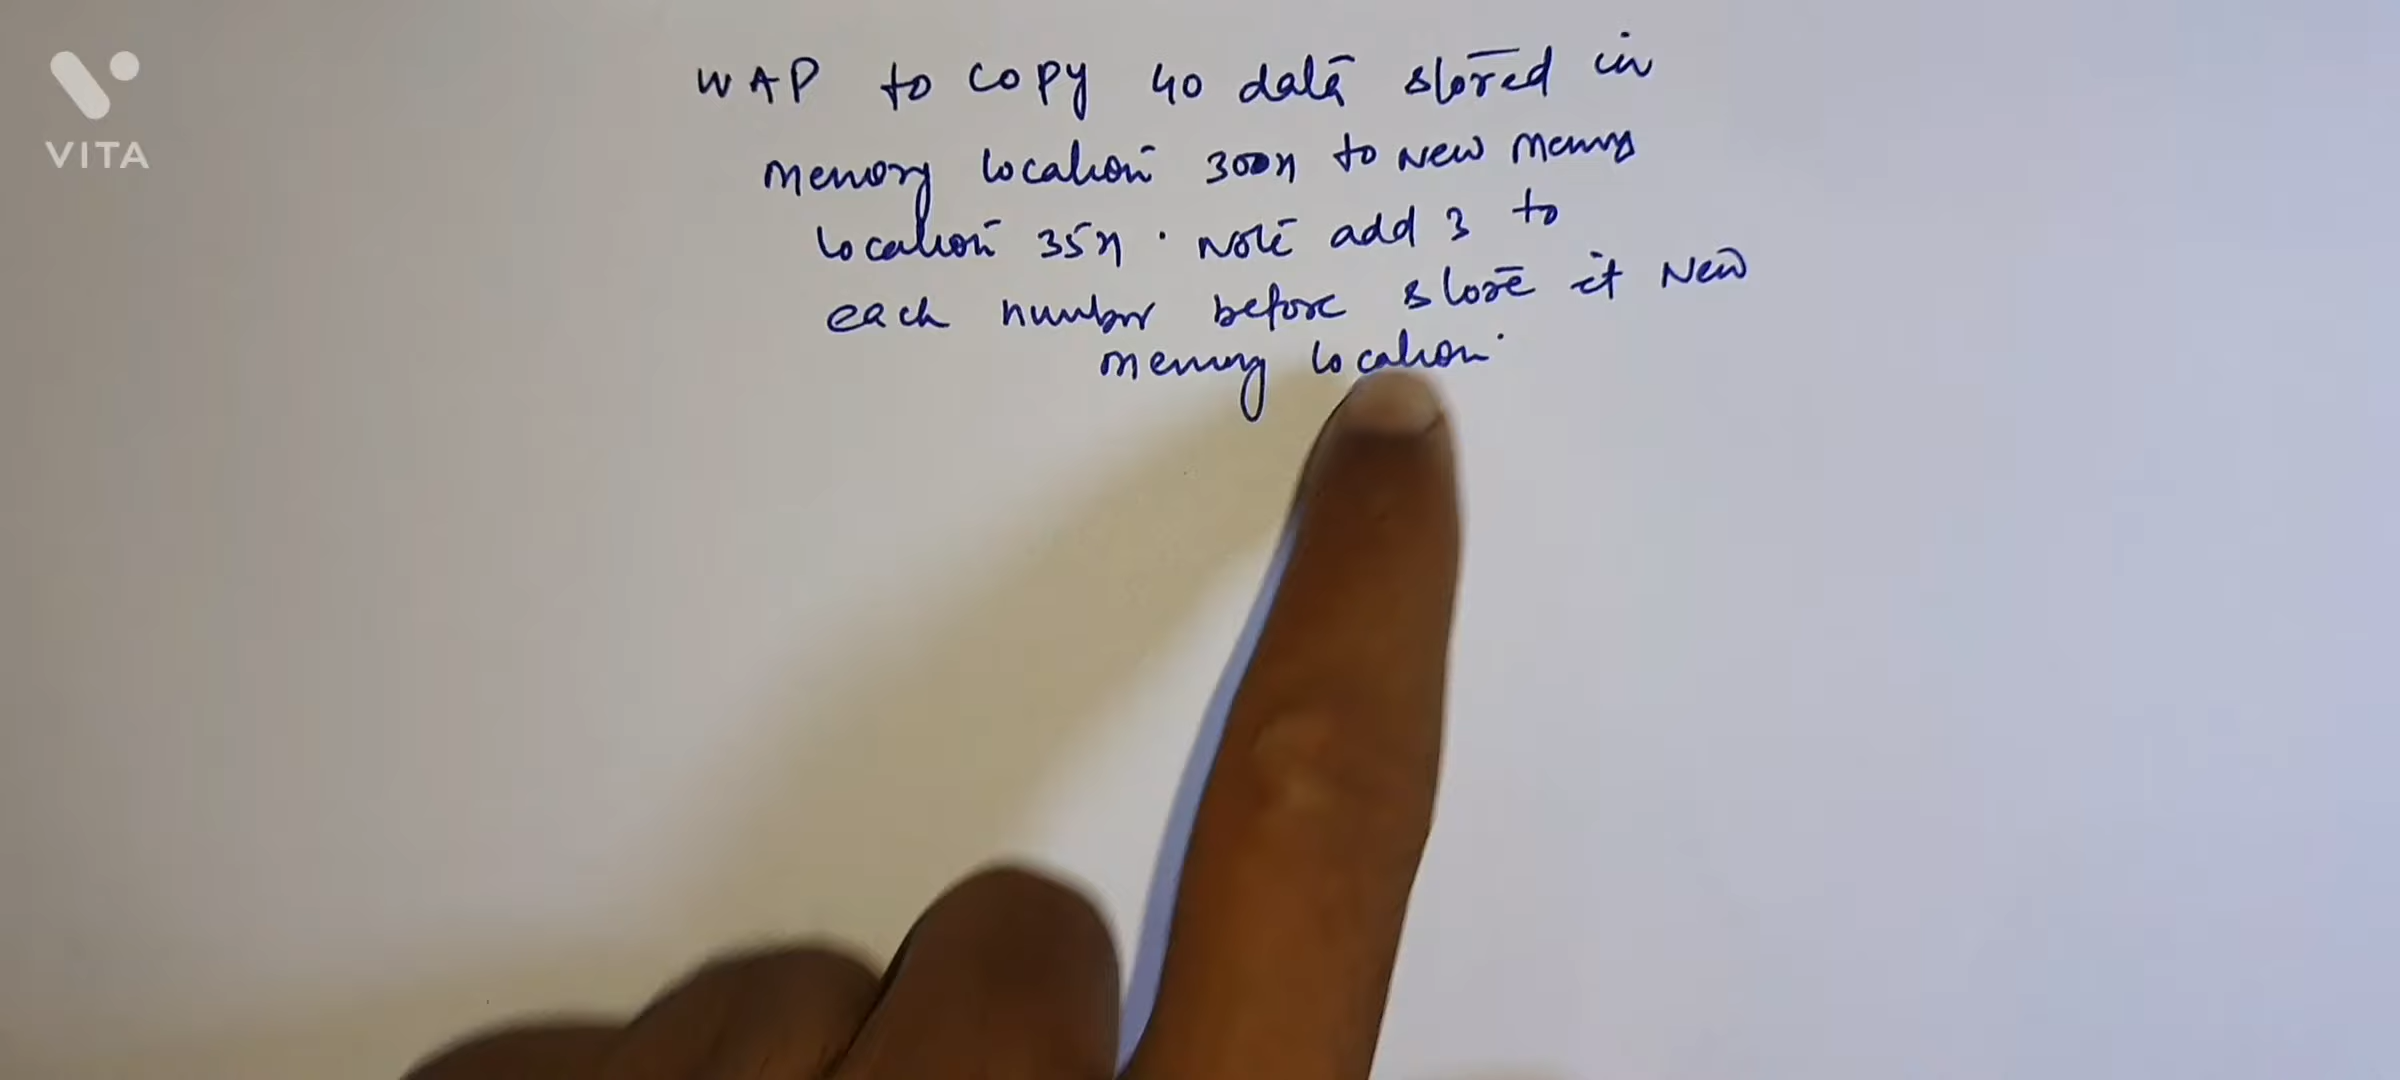 VITA
WAP to copy 40 data stored in
memory location 300H to New memory
location 35H. Note add 3 to
each number before store it New
memory location.